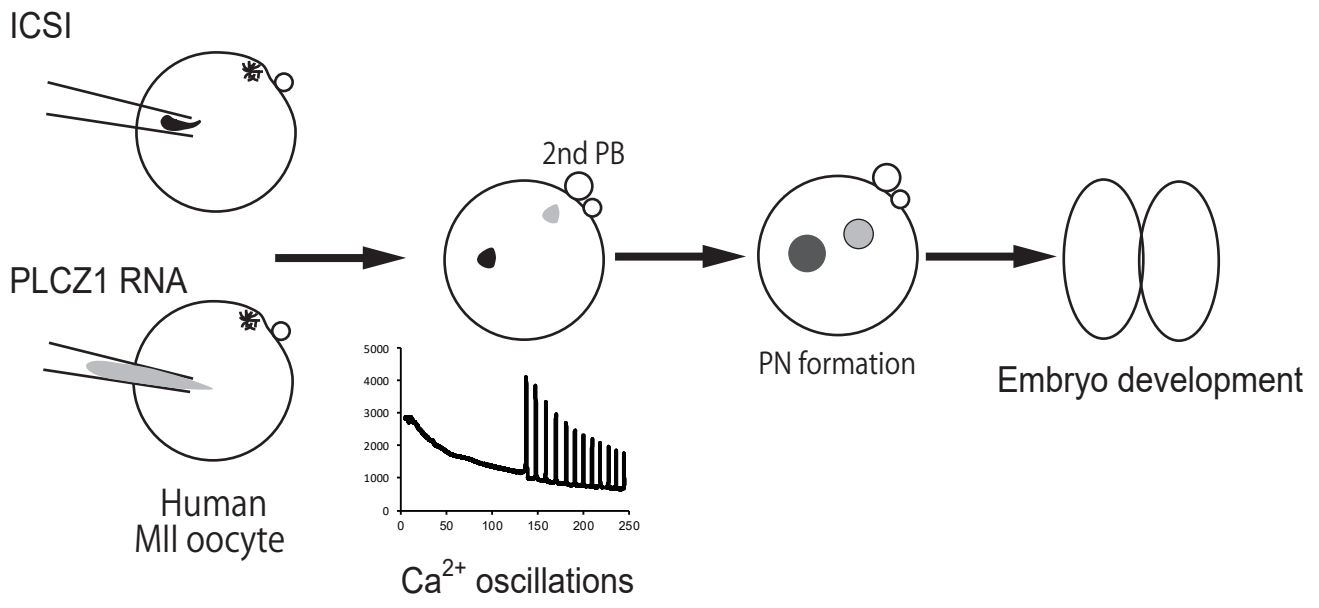 ICSI
2nd PB
PLCZ1 RNA
PN formation
Embryo development
Human
MII oocyte
5000
4000
3000
2000
1000
0
0 50 100 150 200 250
Ca²⁺ oscillations